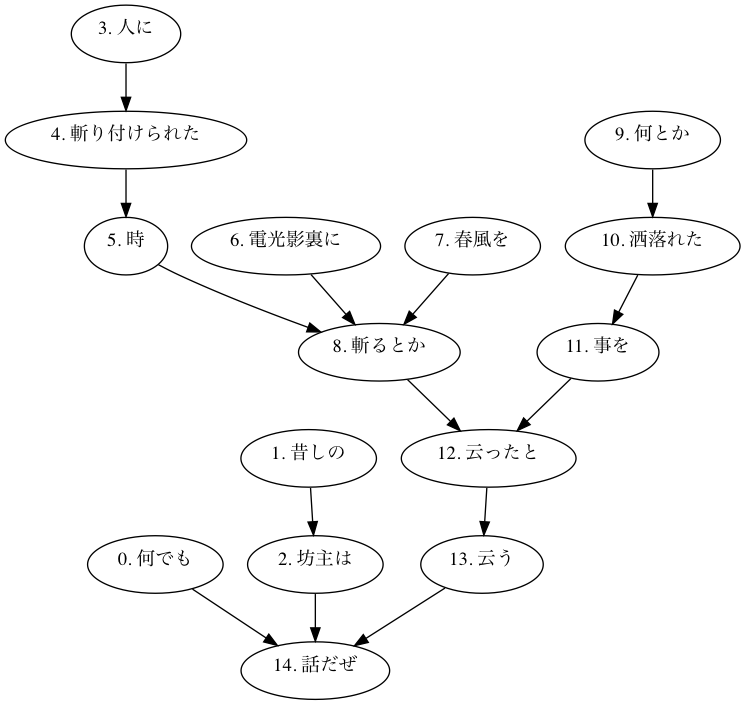 3. 人に
4. 斬り付けられた
9. 何とか
5. 時
6. 電光影裏に
7. 春風を
10. 洒落れた
8. 斬るとか
11. 事を
1. 昔しの
12. 云ったと
0. 何でも
2. 坊主は
13. 云う
14. 話だぜ